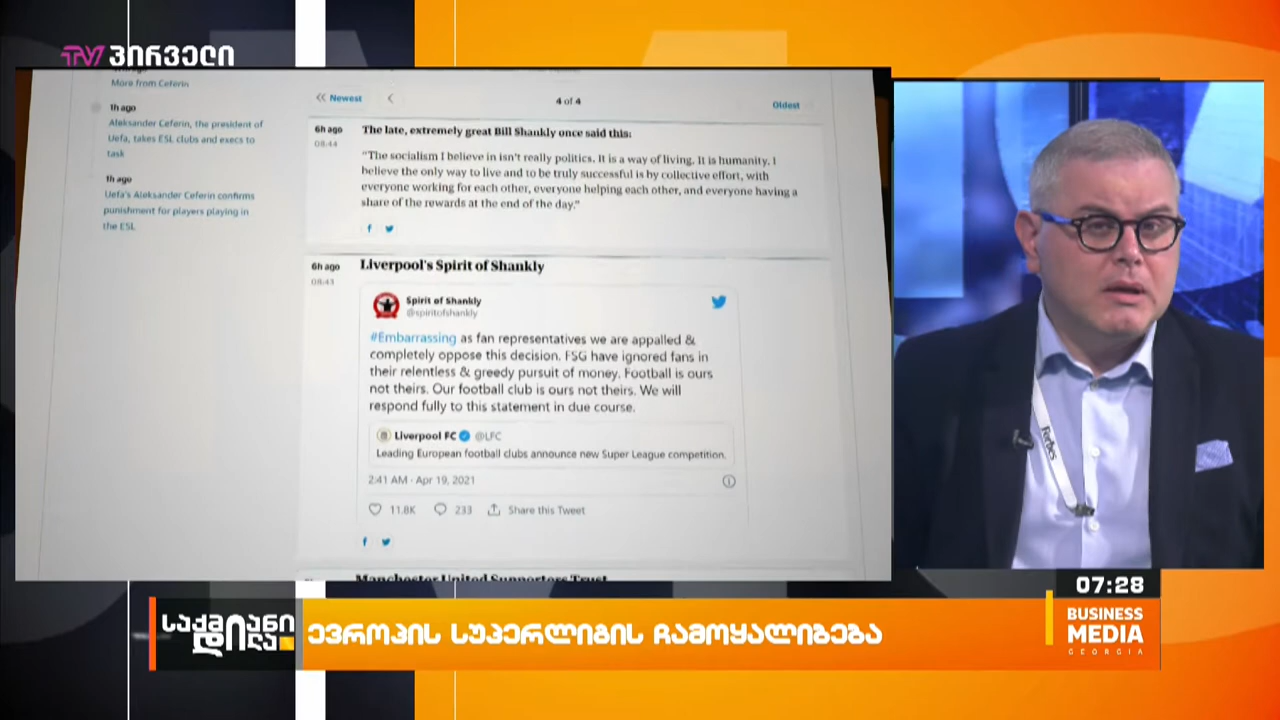 TV პირველი
More from Ceferin
1h ago
Aleksander Ceferin, the president of
Uefa, takes ESL clubs and execs to
task
1h ago
Uefa's Aleksander Ceferin confirms
punishment for players playing in
the ESL
Newest
4 of 4
Oldest
6h ago
08:44
The late, extremely great Bill Shankly once said this:
"The socialism I believe in isn't really politics. It is a way of living. It is humanity. I
believe the only way to live and to be truly successful is by collective effort, with
everyone working for each other, everyone helping each other, and everyone having a
share of the rewards at the end of the day."
6h ago
08:43
Liverpool's Spirit of Shankly
Spirit of Shankly
@spiritofshankly
#Embarrassing as fan representatives we are appalled &
completely oppose this decision. FSG have ignored fans in
their relentless & greedy pursuit of money. Football is ours
not theirs. Our football club is ours not theirs. We will
respond fully to this statement in due course.
Liverpool FC @LFC
Leading European football clubs announce new Super League competition.
2:41 AM · Apr 19, 2021
11.8K 233 Share this Tweet
Manchester United Supporters Trust
Forbes
07:28
საქმიანი
დილა
ევროპის სუპერლიგის ჩამოყალიბება
BUSINESS
MEDIA
GEORGIA